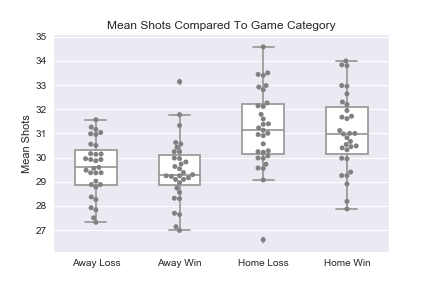 Mean Shots Compared To Game Category
Mean Shots
35
34
33
32
31
30
29
28
27
Away Loss
Away Win
Home Loss
Home Win